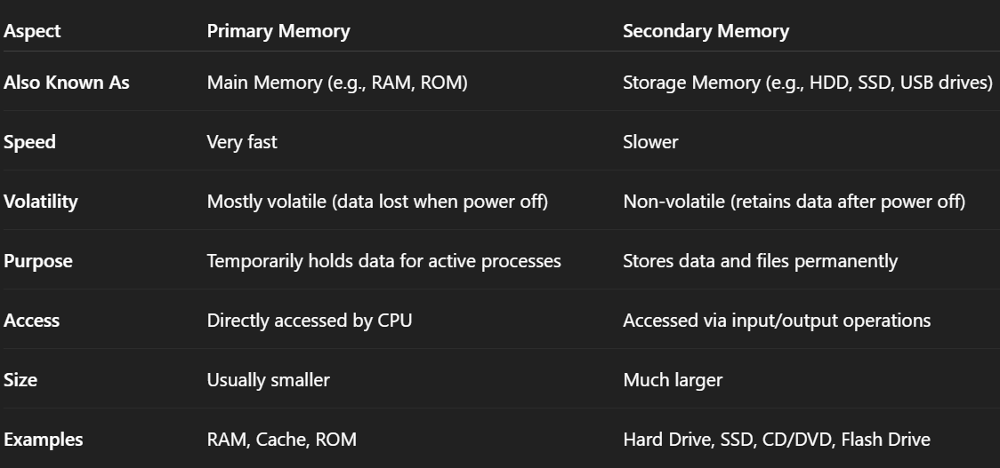 Aspect Primary Memory Secondary Memory
Also Known As Main Memory (e.g., RAM, ROM) Storage Memory (e.g., HDD, SSD, USB drives)
Speed Very fast Slower
Volatility Mostly volatile (data lost when power off) Non-volatile (retains data after power off)
Purpose Temporarily holds data for active processes Stores data and files permanently
Access Directly accessed by CPU Accessed via input/output operations
Size Usually smaller Much larger
Examples RAM, Cache, ROM Hard Drive, SSD, CD/DVD, Flash Drive